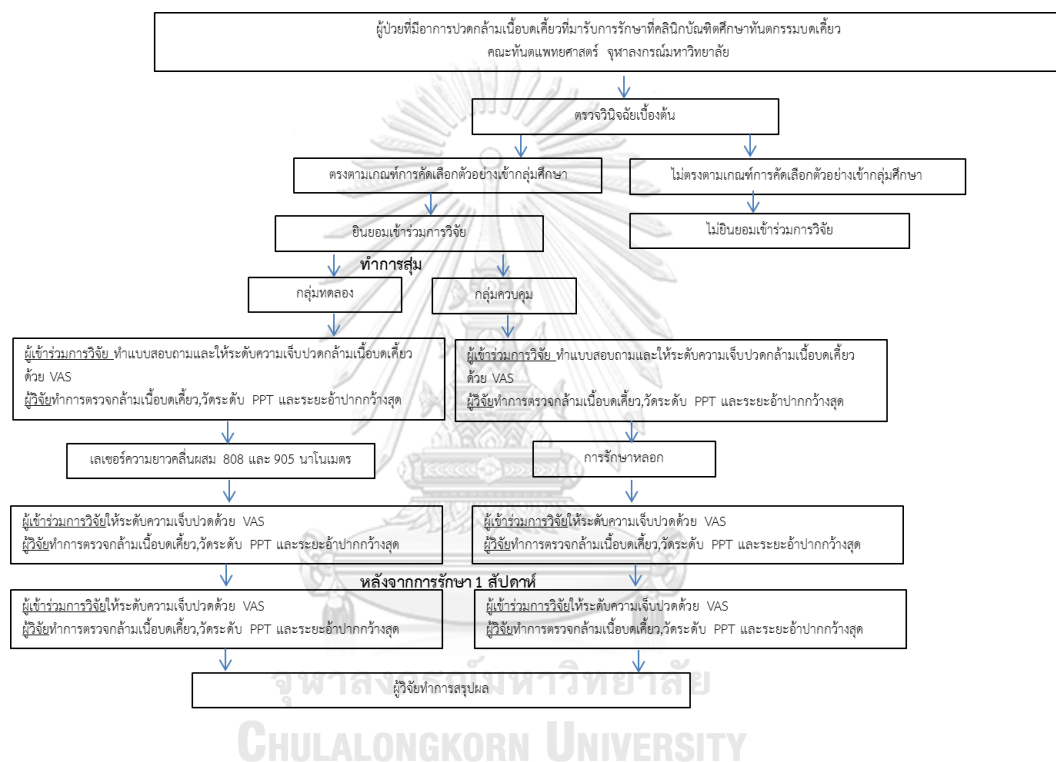 ผู้ป่วยที่มีอาการปวดกล้ามเนื้อบดเคี้ยวที่มารับการรักษาที่คลินิกบัณฑิตศึกษาทันตกรรมบดเคี้ยว
คณะทันตแพทยศาสตร์ จุฬาลงกรณ์มหาวิทยาลัย
ตรวจวินิจฉัยเบื้องต้น
ตรงตามเกณฑ์การคัดเลือกตัวอย่างเข้ากลุ่มศึกษา
ไม่ตรงตามเกณฑ์การคัดเลือกตัวอย่างเข้ากลุ่มศึกษา
ยินยอมเข้าร่วมการวิจัย
ไม่ยินยอมเข้าร่วมการวิจัย
ทำการสุ่ม
กลุ่มทดลอง
กลุ่มควบคุม
ผู้เข้าร่วมการวิจัย ทำแบบสอบถามและให้ระดับความเจ็บปวดกล้ามเนื้อบดเคี้ยว
ด้วย VAS
ผู้วิจัยทำการตรวจกล้ามเนื้อบดเคี้ยว,วัดระดับ PPT และระยะอ้าปากกว้างสุด
ผู้เข้าร่วมการวิจัย ทำแบบสอบถามและให้ระดับความเจ็บปวดกล้ามเนื้อบดเคี้ยว
ด้วย VAS
ผู้วิจัยทำการตรวจกล้ามเนื้อบดเคี้ยว,วัดระดับ PPT และระยะอ้าปากกว้างสุด
เลเซอร์ความยาวคลื่นผสม 808 และ 905 นาโนเมตร
การรักษาหลอก
ผู้เข้าร่วมการวิจัยให้ระดับความเจ็บปวดด้วย VAS
ผู้วิจัยทำการตรวจกล้ามเนื้อบดเคี้ยว,วัดระดับ PPT และระยะอ้าปากกว้างสุด
ผู้เข้าร่วมการวิจัยให้ระดับความเจ็บปวดด้วย VAS
ผู้วิจัยทำการตรวจกล้ามเนื้อบดเคี้ยว,วัดระดับ PPT และระยะอ้าปากกว้างสุด
หลังจากการรักษา 1 สัปดาห์
ผู้เข้าร่วมการวิจัยให้ระดับความเจ็บปวดด้วย VAS
ผู้วิจัยทำการตรวจกล้ามเนื้อบดเคี้ยว,วัดระดับ PPT และระยะอ้าปากกว้างสุด
ผู้เข้าร่วมการวิจัยให้ระดับความเจ็บปวดด้วย VAS
ผู้วิจัยทำการตรวจกล้ามเนื้อบดเคี้ยว,วัดระดับ PPT และระยะอ้าปากกว้างสุด
ผู้วิจัยทำการสรุปผล
จุฬาลงกรณ์มหาวิทยาลัย
CHULALONGKORN UNIVERSITY